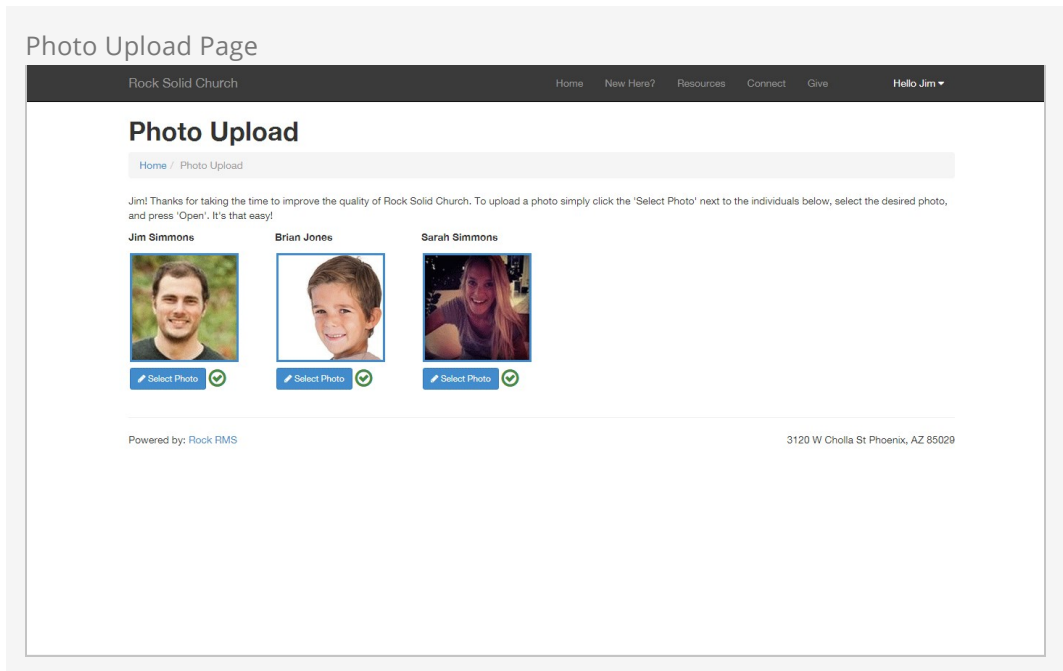 Photo Upload Page
Rock Solid Church Home New Here? Resources Connect Give Hello Jim
Photo Upload
Home / Photo Upload
Jim! Thanks for taking the time to improve the quality of Rock Solid Church. To upload a photo simply click the 'Select Photo' next to the individuals below, select the desired photo,
and press 'Open'. It's that easy!
Jim Simmons Brian Jones Sarah Simmons
Select Photo Select Photo Select Photo
Powered by: Rock RMS 3120 W Cholla St Phoenix, AZ 85029